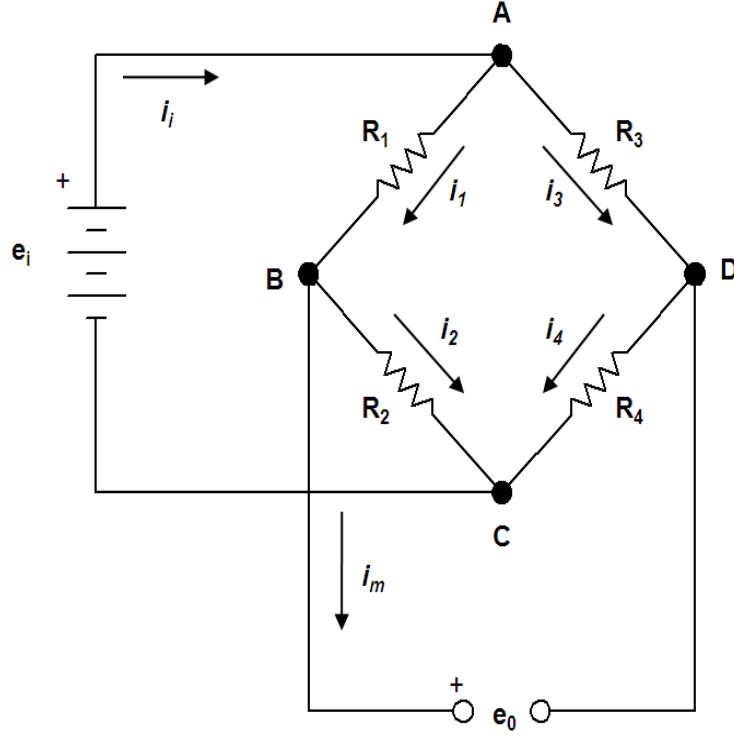 A
i_i
R_1
R_3
i_1
i_3
+
e_i
B
D
i_2
i_4
R_2
R_4
C
i_m
+
e_0